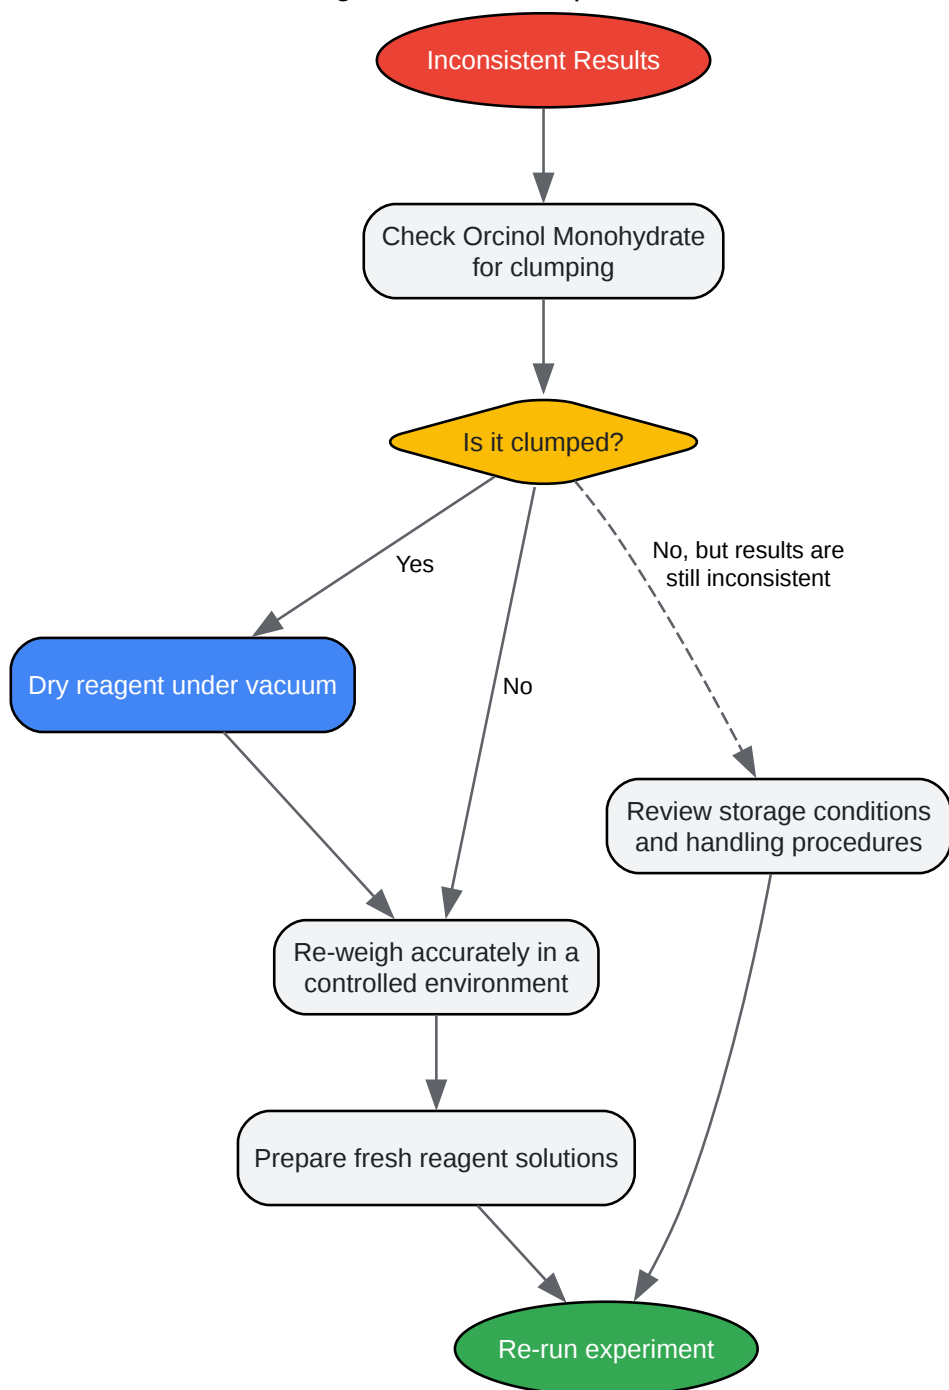 Inconsistent Results
Check Orcinol Monohydrate
for clumping
Is it clumped?
Yes
No
No, but results are
still inconsistent
Dry reagent under vacuum
Review storage conditions
and handling procedures
Re-weigh accurately in a
controlled environment
Prepare fresh reagent solutions
Re-run experiment